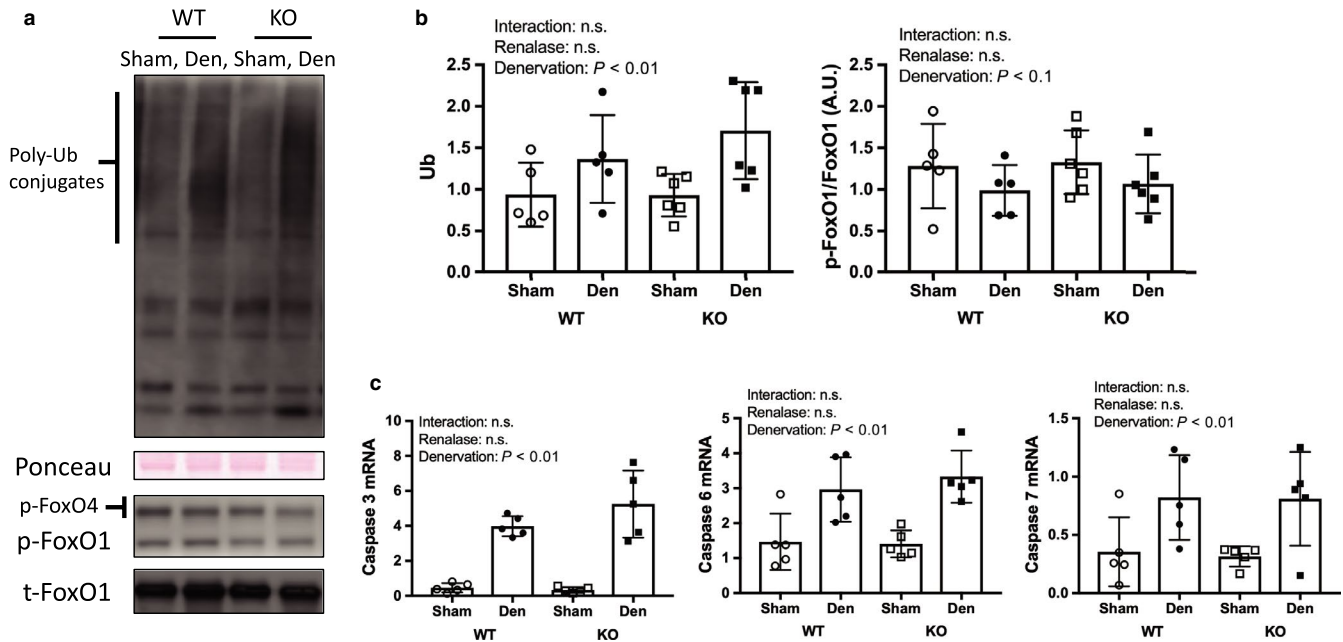 a
WT KO
Sham, Den, Sham, Den
Poly-Ub
conjugates
Ponceau
p-FoxO4
p-FoxO1
t-FoxO1
b
Interaction: n.s.
Renalase: n.s.
Denervation: P < 0.01
Ub
2.5
2.0
1.5
1.0
0.5
0.0
Sham Den Sham Den
WT KO
Interaction: n.s.
Renalase: n.s.
Denervation: P < 0.1
p-FoxO1/FoxO1 (A.U.)
2.5
2.0
1.5
1.0
0.5
0.0
Sham Den Sham Den
WT KO
c
Interaction: n.s.
Renalase: n.s.
Denervation: P < 0.01
Caspase 3 mRNA
10
8
6
4
2
0
Sham Den Sham Den
WT KO
Interaction: n.s.
Renalase: n.s.
Denervation: P < 0.01
Caspase 6 mRNA
5
4
3
2
1
0
Sham Den Sham Den
WT KO
Interaction: n.s.
Renalase: n.s.
Denervation: P < 0.01
Caspase 7 mRNA
1.5
1.0
0.5
0.0
Sham Den Sham Den
WT KO